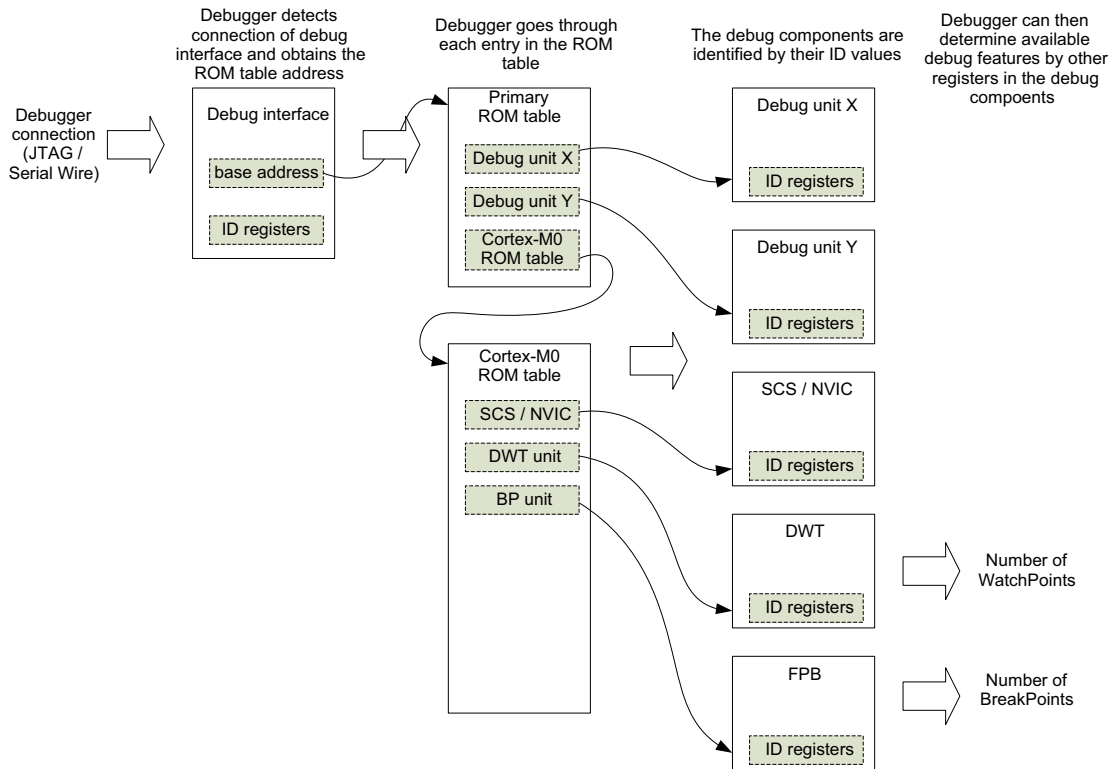 Debugger detects
connection of debug
interface and obtains the
ROM table address
Debugger goes through
each entry in the ROM
table
The debug components are
identified by their ID values
Debugger can then
determine available
debug features by other
registers in the debug
compoents
Debugger
connection
(JTAG /
Serial Wire)
Debug interface
base address
ID registers
Primary
ROM table
Debug unit X
Debug unit Y
Cortex-M0
ROM table
Cortex-M0
ROM table
SCS / NVIC
DWT unit
BP unit
Debug unit X
ID registers
Debug unit Y
ID registers
SCS / NVIC
ID registers
DWT
ID registers
Number of
WatchPoints
FPB
ID registers
Number of
BreakPoints